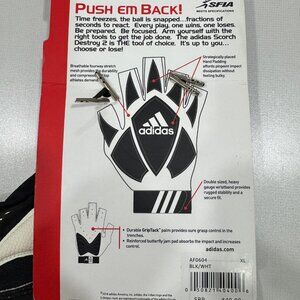 PUSH EM BACK!
SFIA
MEETS SPECIFICATIONS
Time freezes, the ball is snapped...fractions of
seconds to react. Every play, one wins, one loses.
Be prepared. Be focused. Arm yourself with the
right tools to get the job done. The adidas Scorch
Destroy 2 is THE tool of choice. It's up to you...
choose or lose!
Breathable fourway stretch
mesh provides the durability
and
athletes demand.
Strategically placed
Hand Padding
affords propern impact
dissipation without
feeling bulky.
adidas
Double sized, heavy
gauge wristband provides
rugged stability and a
secure fit.
• Durable GripTack palm provides sure grasp control in the
trenches.
• Reinforced butterfly jam pad absorbs the impact and increases
control.
adidas.com
AF0604 XL
BLK/WHT